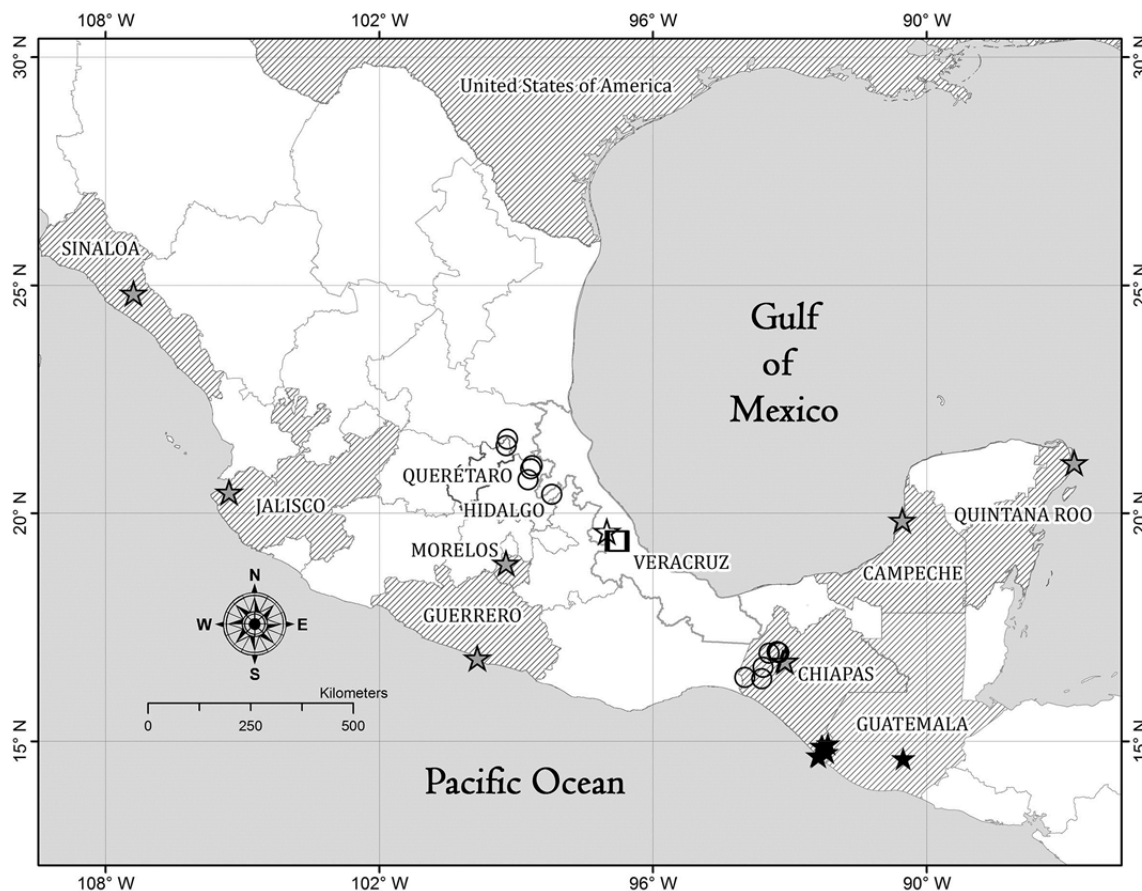 108° W 102° W 96° W 90° W
30° N 30° N
United States of America
SINALOA
25° N 25° N
Gulf
of
Mexico
QUERÉTARO
JALISCO
HIDALGO
QUINTANA ROO
20° N 20° N
MORELOS
VERACRUZ
CAMPECHE
N
GUERRERO
W E
S
CHIAPAS
Kilometers
0 250 500
GUATEMALA
15° N 15° N
Pacific Ocean
108° W 102° W 96° W 90° W